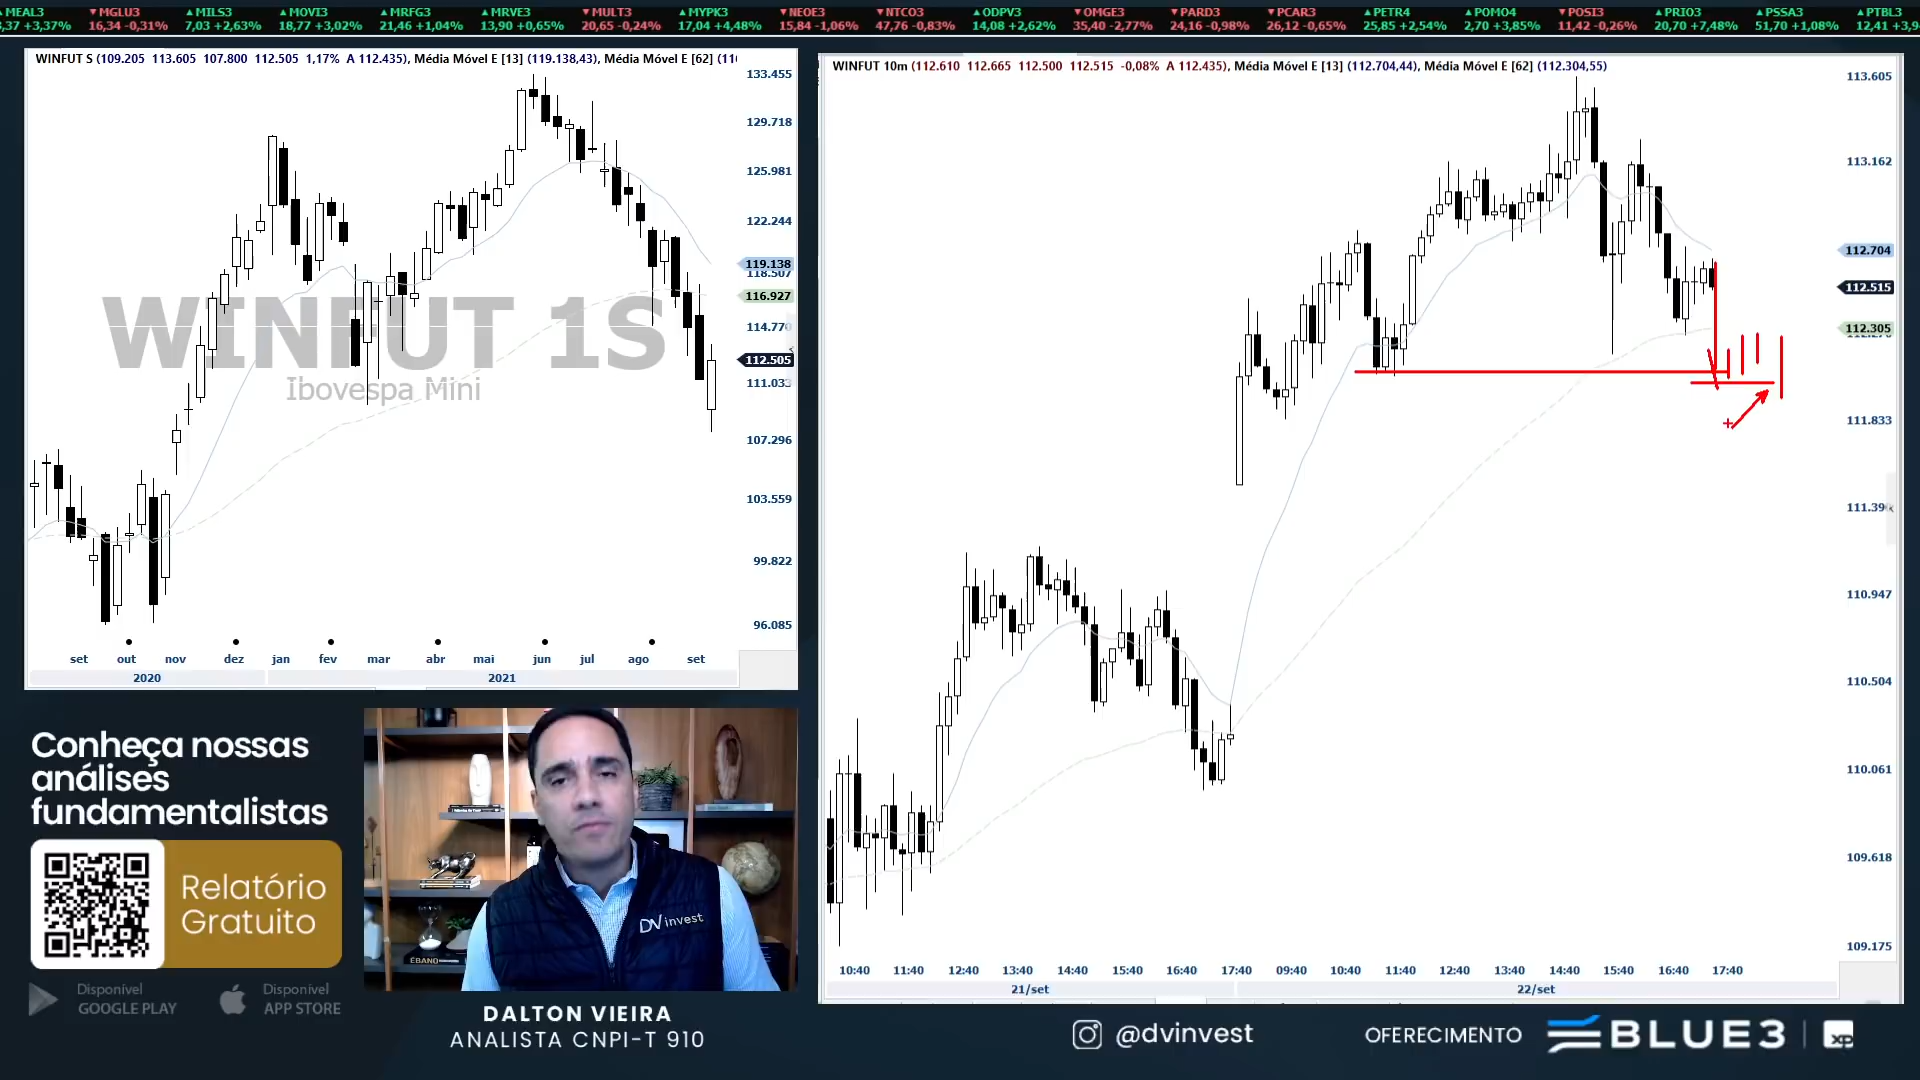 MEAL3 MGLU3 MILS3 MOVI3 MRFG3 MRVE3 MULT3 MYPK3 NEOE3 NTCO3 ODPV3 OMGE3 PARD3 PCAR3 PETR4 POMO4 POSI3 PRIO3 PSSA3 PTBL3
,37 +3,37% 16,34 -0,31% 7,03 +2,63% 18,77 +3,02% 21,46 +1,04% 13,90 +0,65% 20,65 -0,24% 17,04 +4,48% 15,84 -1,06% 47,76 -0,83% 14,08 +2,62% 35,40 -2,77% 24,16 -0,98% 26,12 -0,65% 25,85 +2,54% 2,70 +3,85% 11,42 -0,26% 20,70 +7,48% 51,70 +1,08% 12,41 +3,9
WINFUT S (109.205 113.605 107.800 112.505 1,17% A 112.435), Média Móvel E [13] (119.138,43), Média Móvel E [62] (11
133.455
129.718
125.981
122.244
119.138
118.507
116.927
114.770
112.505
111.033
107.296
103.559
99.822
96.085
WINFUT 1S
Ibovespa Mini
set out nov dez jan fev mar abr mai jun jul ago set
2020 2021
WINFUT 10m (112.610 112.665 112.500 112.515 -0,08% A 112.435), Média Móvel E [13] (112.704,44), Média Móvel E [62] (112.304,55)
113.605
113.162
112.704
112.515
112.305
111.833
111.390
110.947
110.504
110.061
109.618
109.175
10:40 11:40 12:40 13:40 14:40 15:40 16:40 17:40 09:40 10:40 11:40 12:40 13:40 14:40 15:40 16:40 17:40
21/set 22/set
Conheça nossas
análises
fundamentalistas
Relatório
Gratuito
Disponível
GOOGLE PLAY
Disponível
APP STORE
DV invest
ÉBANO
DALTON VIEIRA
ANALISTA CNPI-T 910
@dvinvest
OFERECIMENTO
BLUE3
xp